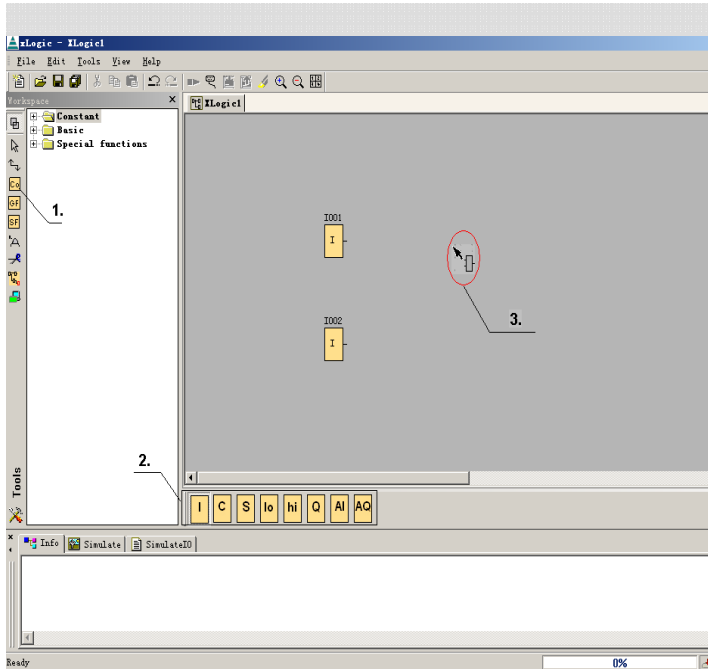 xLogic - XLogic1
File Edit Tools View Help
Workspace
XLogic1
Constant
Basic
Special functions
Co
GF
SF
1.
I001
I
3.
I002
I
2.
Tools
I C S lo hi Q AI AQ
Info Simulate SimulateIO
Ready 0%